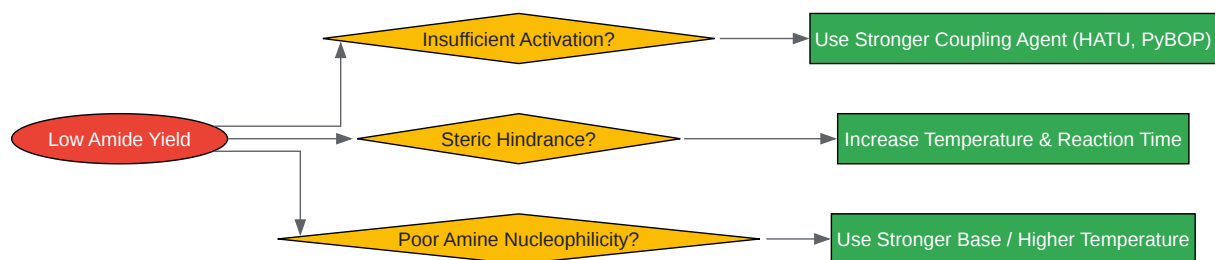 Insufficient Activation?
Use Stronger Coupling Agent (HATU, PyBOP)
Low Amide Yield
Steric Hindrance?
Increase Temperature & Reaction Time
Poor Amine Nucleophilicity?
Use Stronger Base / Higher Temperature